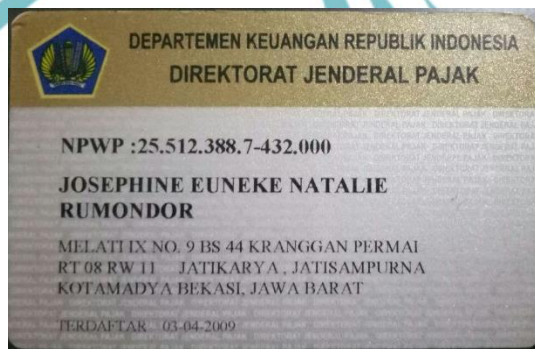 DEPARTEMEN KEUANGAN REPUBLIK INDONESIA
DIREKTORAT JENDERAL PAJAK
NPWP :25.512.388.7-432.000
JOSEPHINE EUNEKE NATALIE
RUMONDOR
MELATI IX NO. 9 BS 44 KRANGGAN PERMAI
RT 08 RW 11 JATIKARYA , JATISAMPURNA
KOTAMADYA BEKASI, JAWA BARAT
TERDAFTAR 03-04-2009